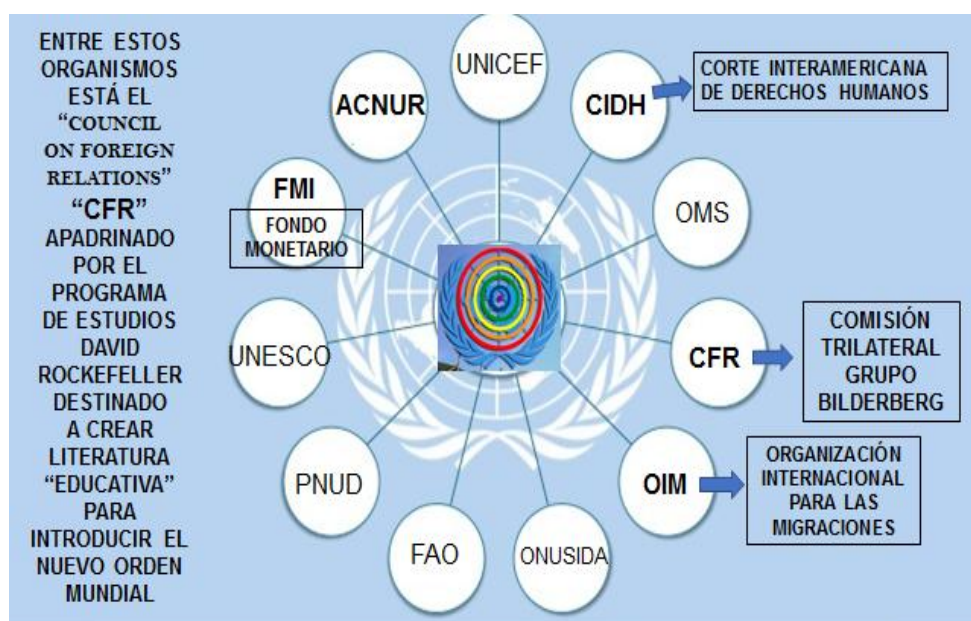 ENTRE ESTOS
ORGANISMOS
ESTÁ EL
“COUNCIL
ON FOREIGN
RELATIONS”
“CFR”
APADRINADO
POR EL
PROGRAMA
DE ESTUDIOS
DAVID
ROCKEFELLER
DESTINADO
A CREAR
LITERATURA
“EDUCATIVA”
PARA
INTRODUCIR EL
NUEVO ORDEN
MUNDIAL
UNICEF
CIDH
CORTE INTERAMERICANA
DE DERECHOS HUMANOS
OMS
CFR
COMISIÓN
TRILATERAL
GRUPO
BILDERBERG
OIM
ORGANIZACIÓN
INTERNACIONAL
PARA LAS
MIGRACIONES
ONUSIDA
FAO
PNUD
UNESCO
FMI
FONDO
MONETARIO
ACNUR